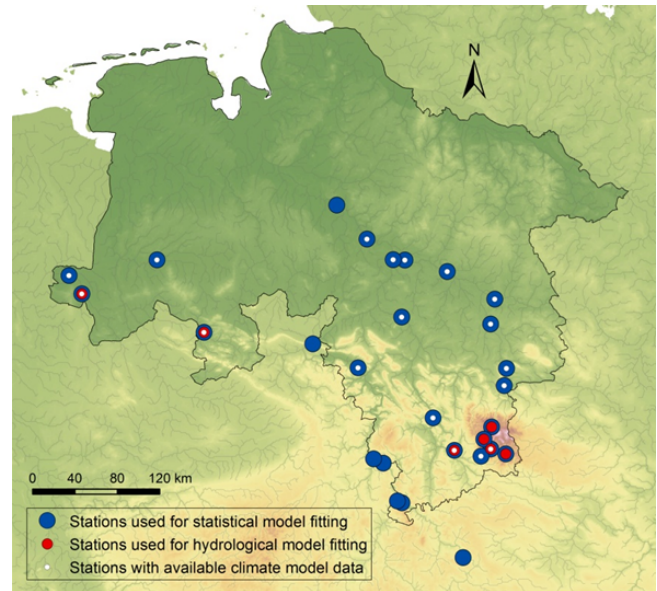 N
0 40 80 120 km
Stations used for statistical model fitting
Stations used for hydrological model fitting
Stations with available climate model data